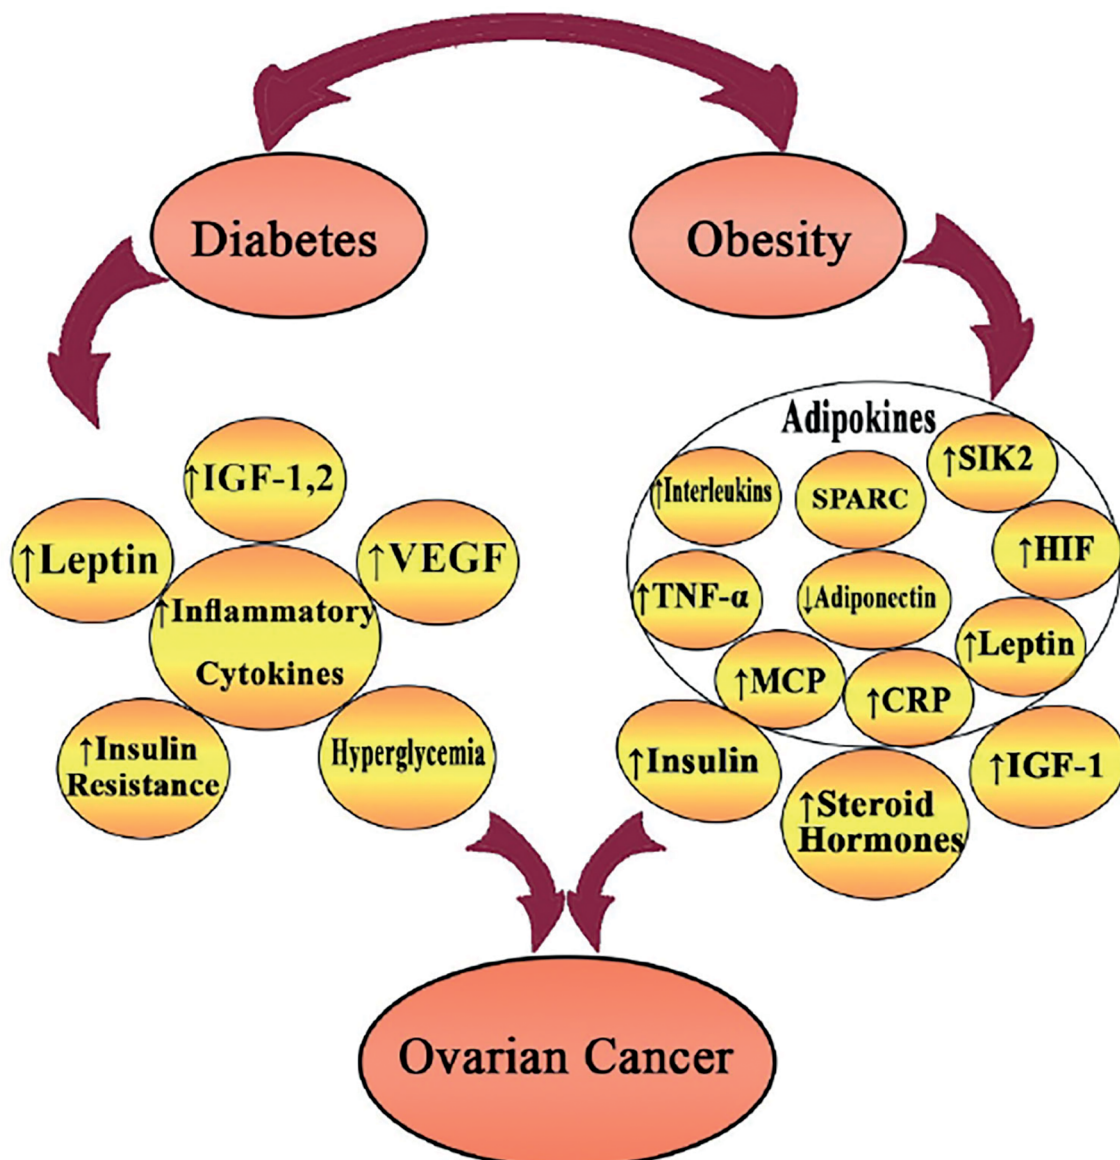 Diabetes
Obesity
↑IGF-1,2
↑Leptin
↑VEGF
↑Inflammatory
Cytokines
↑Insulin
Resistance
Hyperglycemia
Adipokines
↑Interleukins
SPARC
↑SIK2
↑HIF
↑TNF-α
↓Adiponectin
↑Leptin
↑MCP
↑CRP
↑Insulin
↑Steroid
Hormones
↑IGF-1
Ovarian Cancer